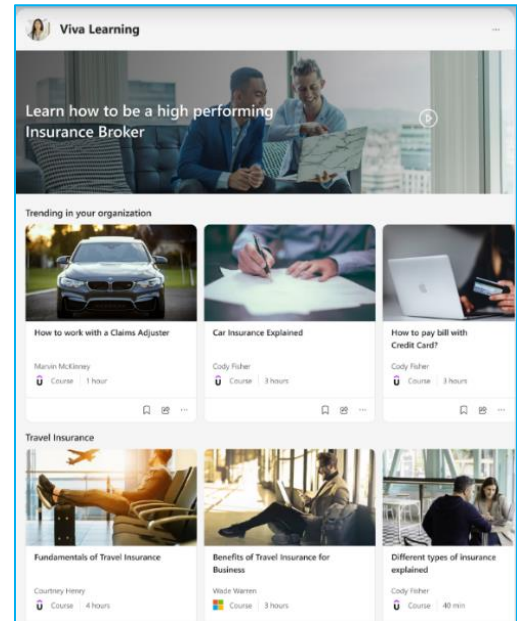 Viva Learning
Learn how to be a high performing
Insurance Broker
Trending in your organization
How to work with a Claims Adjuster
Marvin McKinney
Course | 1 hour
Car Insurance Explained
Cody Fisher
Course | 3 hours
How to pay bill with
Credit Card?
Cody Fisher
Course | 3 hours
Travel Insurance
Fundamentals of Travel Insurance
Courtney Henry
Course | 4 hours
Benefits of Travel Insurance for
Business
Wade Warren
Course | 3 hours
Different types of insurance
explained
Cody Fisher
Course | 40 min